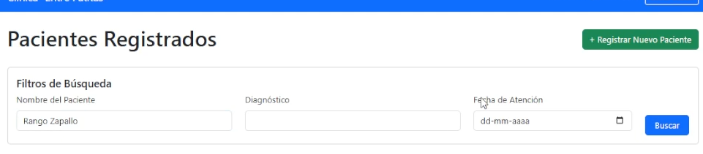 Pacientes Registrados
+ Registrar Nuevo Paciente
Filtros de Búsqueda
Nombre del Paciente
Diagnóstico
Fecha de Atención
Rango Zapallo
dd-mm-aaaa
Buscar